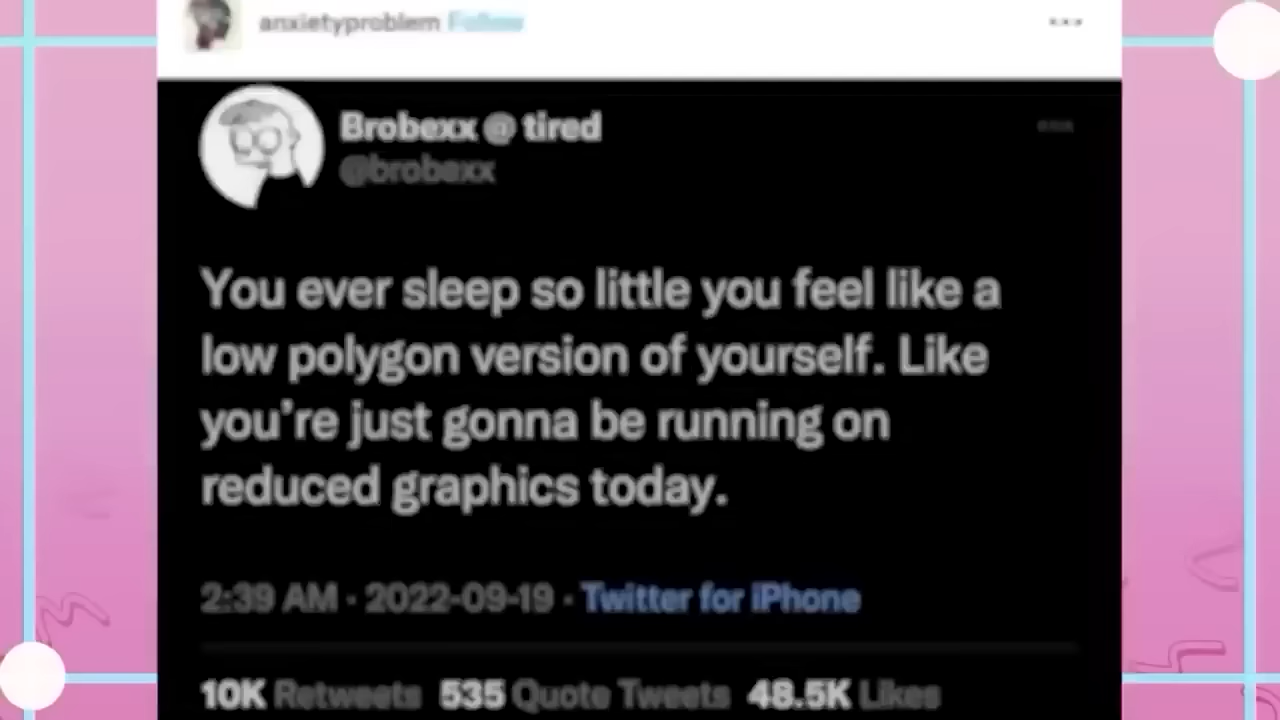 anxietyproblem Follow
Brobexx @ tired
@brobexx
You ever sleep so little you feel like a
low polygon version of yourself. Like
you're just gonna be running on
reduced graphics today.
2:39 AM · 2022-09-19 · Twitter for iPhone
10K Retweets 535 Quote Tweets 48.5K Likes